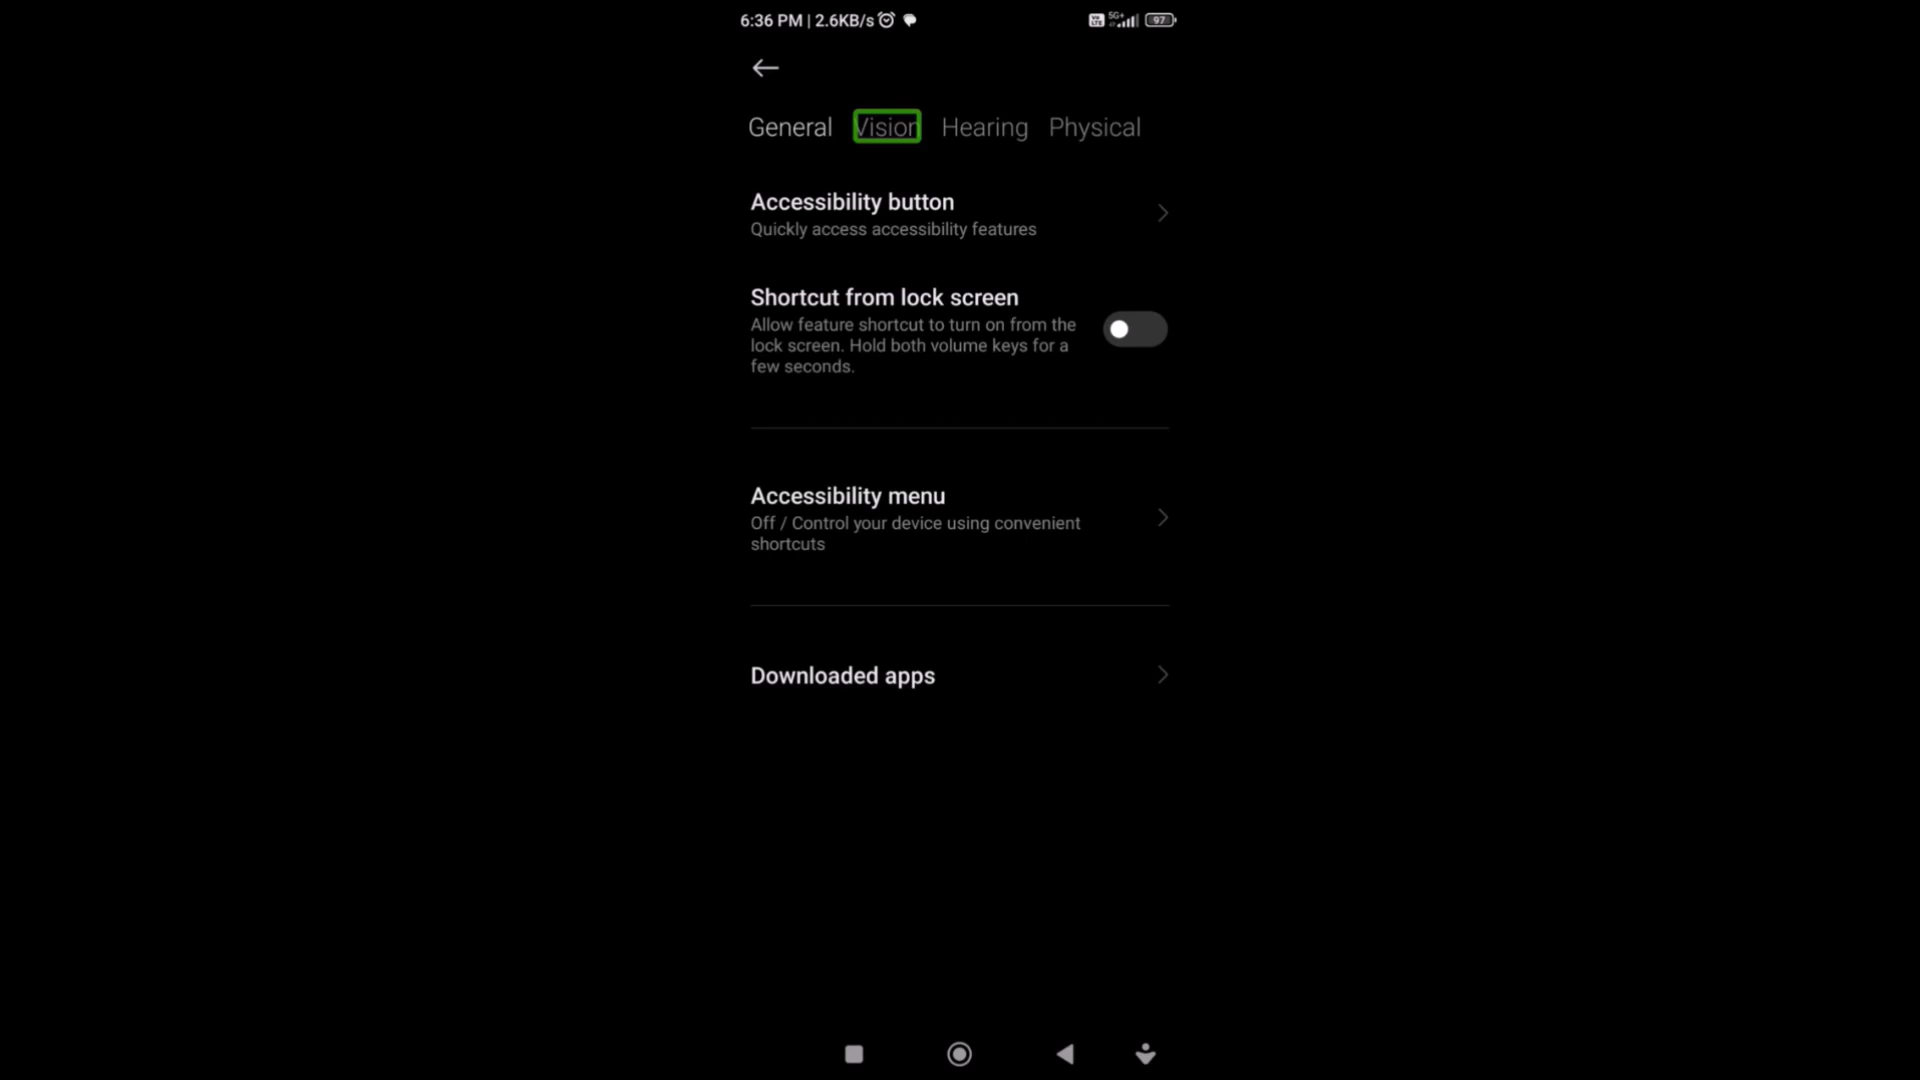 6:36 PM | 2.6KB/s 5G+ 97
General Vision Hearing Physical
Accessibility button
Quickly access accessibility features
Shortcut from lock screen
Allow feature shortcut to turn on from the
lock screen. Hold both volume keys for a
few seconds.
Accessibility menu
Off / Control your device using convenient
shortcuts
Downloaded apps